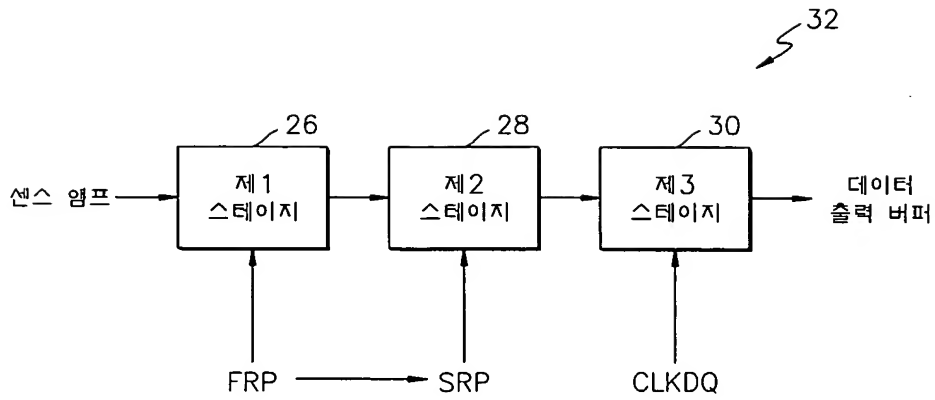 32
26
28
30
센스 앰프
제1
스테이지
제2
스테이지
제3
스테이지
데이터
출력 버퍼
FRP
SRP
CLKDQ